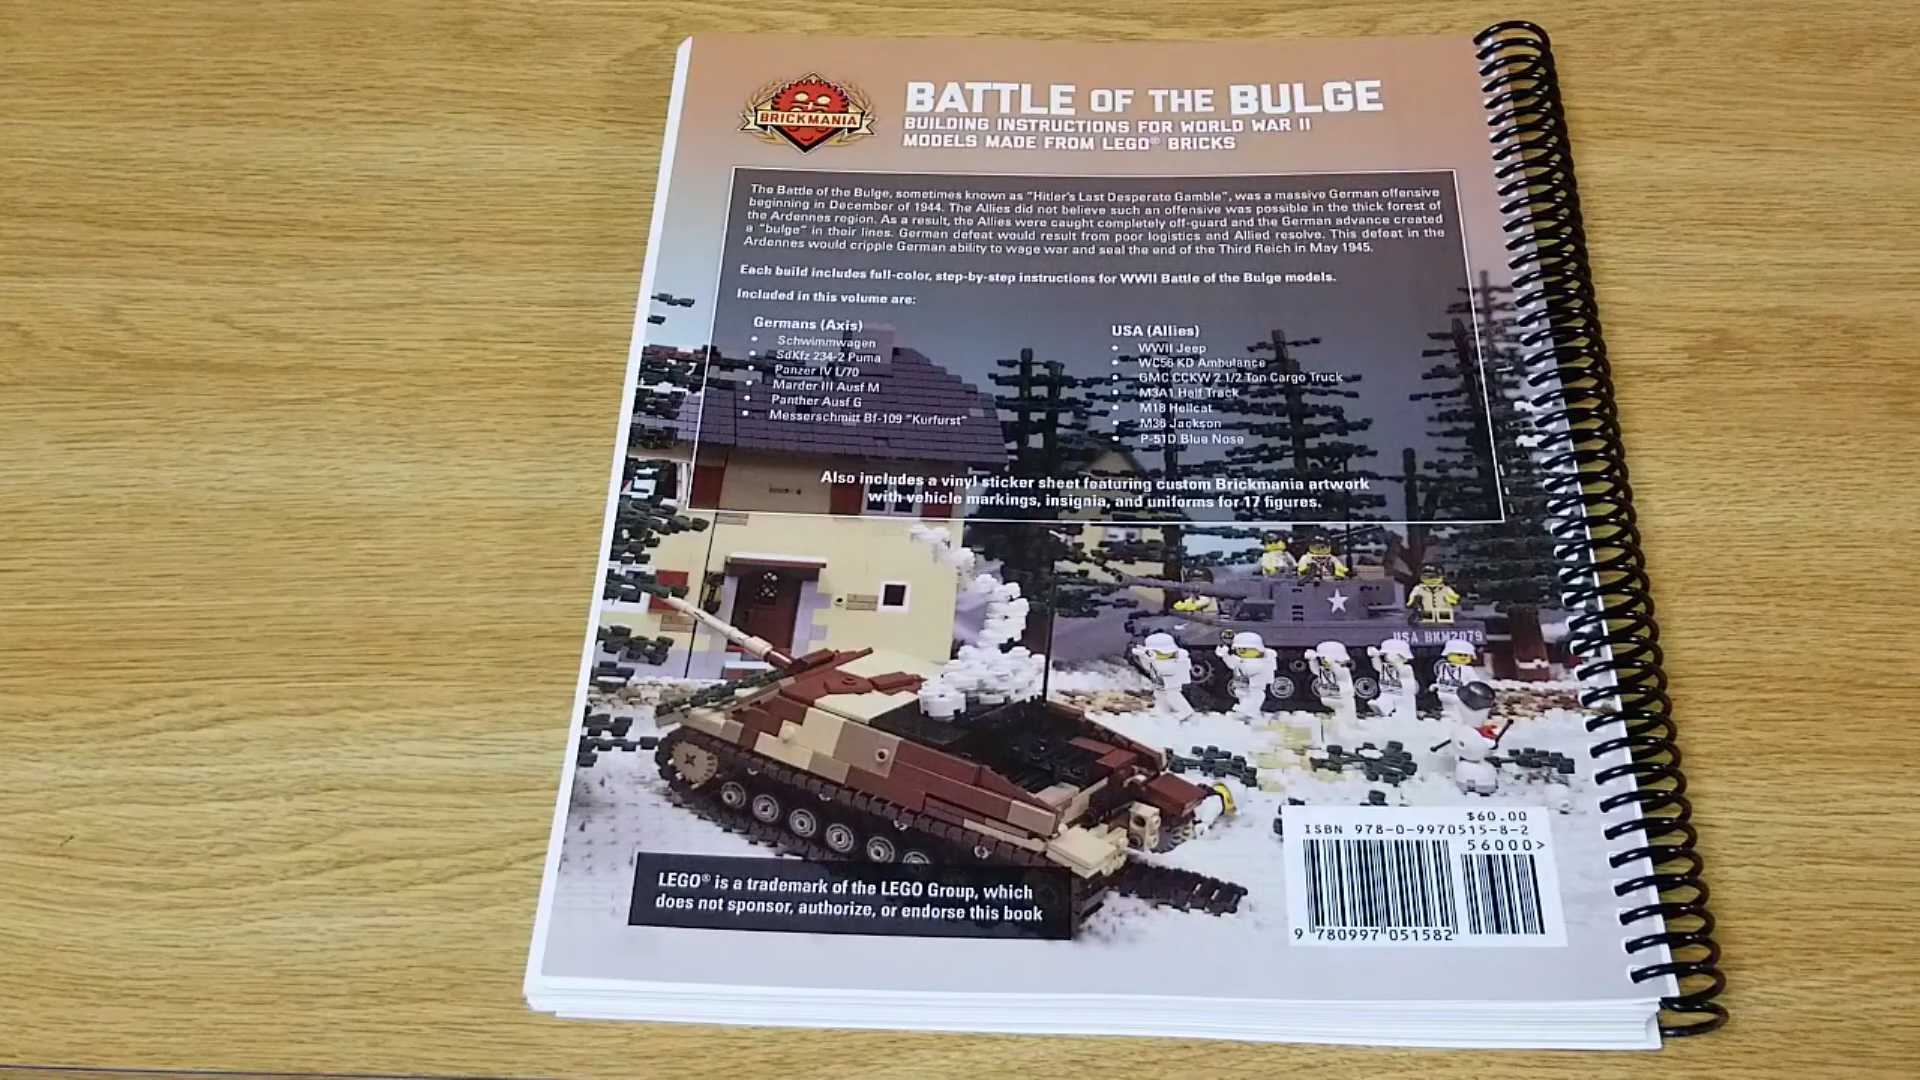 BRICKMANIA
BATTLE OF THE BULGE
BUILDING INSTRUCTIONS FOR WORLD WAR II
MODELS MADE FROM LEGO® BRICKS
The Battle of the Bulge, sometimes known as "Hitler's Last Desperate Gamble", was a massive German offensive
beginning in December of 1944. The Allies did not believe such an offensive was possible in the thick forest of
the Ardennes region. As a result, the Allies were caught completely off-guard and the German advance created
a "bulge" in their lines. German defeat would result from poor logistics and Allied resolve. This defeat in the
Ardennes would cripple German ability to wage war and seal the end of the Third Reich in May 1945.
Each build includes full-color, step-by-step instructions for WWII Battle of the Bulge models.
Included in this volume are:
Germans (Axis)
• Schwimmwagen
• SdKfz 234-2 Puma
• Panzer IV L/70
• Marder III Ausf M
• Panther Ausf G
• Messerschmitt Bf-109 "Kurfurst"
USA (Allies)
• WWII Jeep
• WC56 KD Ambulance
• GMC CCKW 2 1/2 Ton Cargo Truck
• M3A1 Half Track
• M18 Hellcat
• M36 Jackson
• P-51D Blue Nose
Also includes a vinyl sticker sheet featuring custom Brickmania artwork
with vehicle markings, insignia, and uniforms for 17 figures.
USA BKM2079
LEGO® is a trademark of the LEGO Group, which
does not sponsor, authorize, or endorse this book
$60.00
ISBN 978-0-9970515-8-2
56000>
9 780997 051582